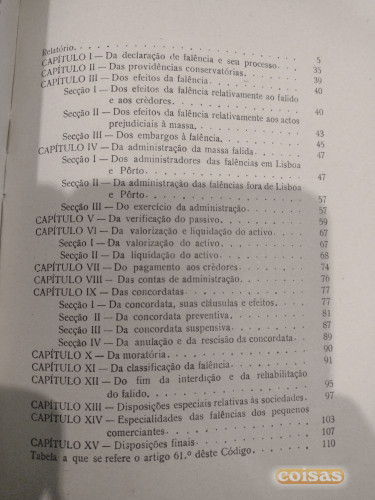 Relatório. . . . . . . . . . . . . . . . . 5
CAPÍTULO I — Da declaração de falência e seu processo . . 35
CAPÍTULO II — Das providências conservatórias. . . . . 39
CAPÍTULO III — Dos efeitos da falência. . . . . . . 40
Secção I — Dos efeitos da falência relativamente ao falido
e aos crèdores. . . . . . . . . . . . 40
Secção II — Dos efeitos da falência relativamente aos actos
prejudiciais à massa. . . . . . . . . . 43
Secção III — Dos embargos à falência. . . . . . . . 45
CAPÍTULO IV — Da administração da massa falida. . . . 47
Secção I — Dos administradores das falências em Lisboa
e Pôrto. . . . . . . . . . . . . . 47
Secção II — Da administração das falências fora de Lisboa
e Pôrto. . . . . . . . . . . . . . 57
Secção III — Do exercício da administração. . . . . . 57
CAPÍTULO V — Da verificação do passivo. . . . . . . 59
CAPÍTULO VI — Da valorização e liquidação do activo. . . 67
Secção I — Da valorização do activo. . . . . . . . 67
Secção II — Da liquidação do activo. . . . . . . . 68
CAPÍTULO VII — Do pagamento aos crèdores. . . . . . 74
CAPÍTULO VIII — Das contas de administração. . . . . 76
CAPÍTULO IX — Das concordatas. . . . . . . . . . 77
Secção I — Da concordata, suas cláusulas e efeitos. . . . 77
Secção II — Da concordata preventiva. . . . . . . . 81
Secção III — Da concordata suspensiva. . . . . . . . 87
Secção IV — Da anulação e da rescisão da concordata . . 89
CAPÍTULO X — Da moratória. . . . . . . . . . . 90
CAPÍTULO XI — Da classificação da falência. . . . . . 91
CAPÍTULO XII — Do fim da interdição e da rehabilitação
do falido. . . . . . . . . . . . . . 95
CAPÍTULO XIII — Disposições especiais relativas às sociedades . 97
CAPÍTULO XIV — Especialidades das falências dos pequenos
comerciantes . . . . . . . . . . . . 103
CAPÍTULO XV — Disposições finais. . . . . . . . . 107
Tabela a que se refere o artigo 61.º dêste Código. . . . . 110
coisas